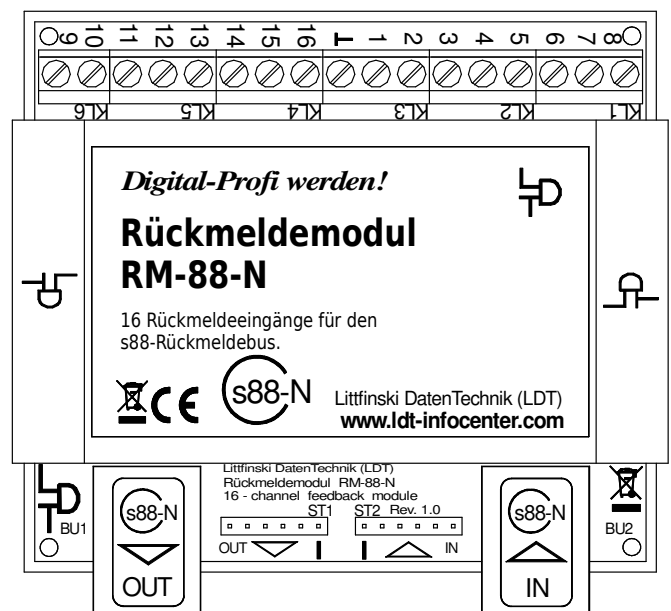 9 10 11 12 13 14 15 16 ⊥ 1 2 3 4 5 6 7 8
KL6 KL5 KL4 KL3 KL2 KL1
Digital-Profi werden!
Rückmeldemodul
RM-88-N
16 Rückmeldeeingänge für den
s88-Rückmeldebus.
CE s88-N
Littfinski DatenTechnik (LDT)
www.ldt-infocenter.com
Littfinski DatenTechnik (LDT)
Rückmeldemodul RM-88-N
16 - channel feedback module
ST1 ST2 Rev. 1.0
OUT IN
BU1
s88-N
OUT
s88-N
IN
BU2